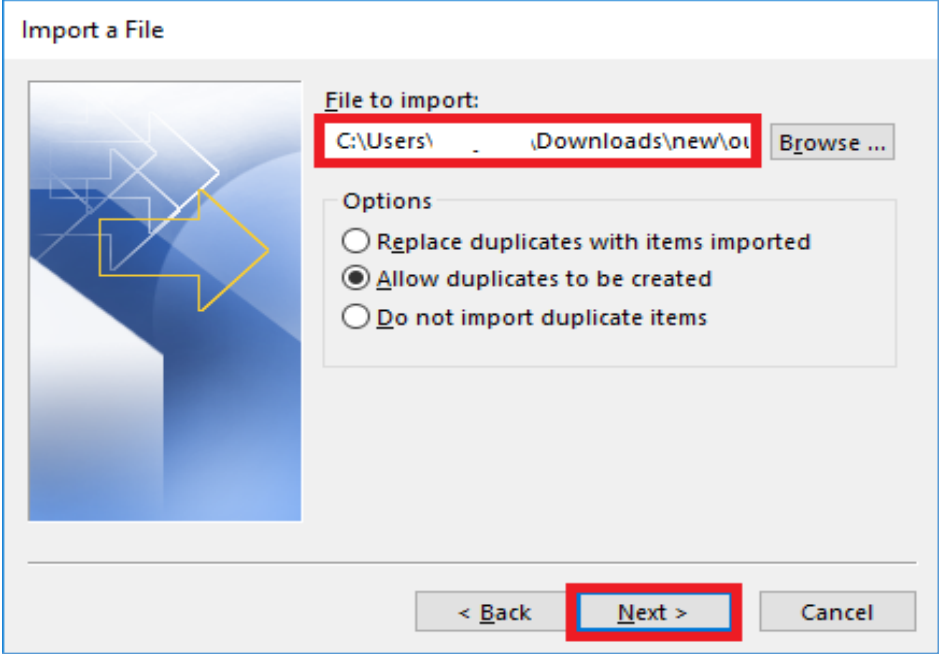 Import a File
File to import:
C:\Users\ _ \Downloads\new\ou
Browse ...
Options
Replace duplicates with items imported
Allow duplicates to be created
Do not import duplicate items
< Back
Next >
Cancel